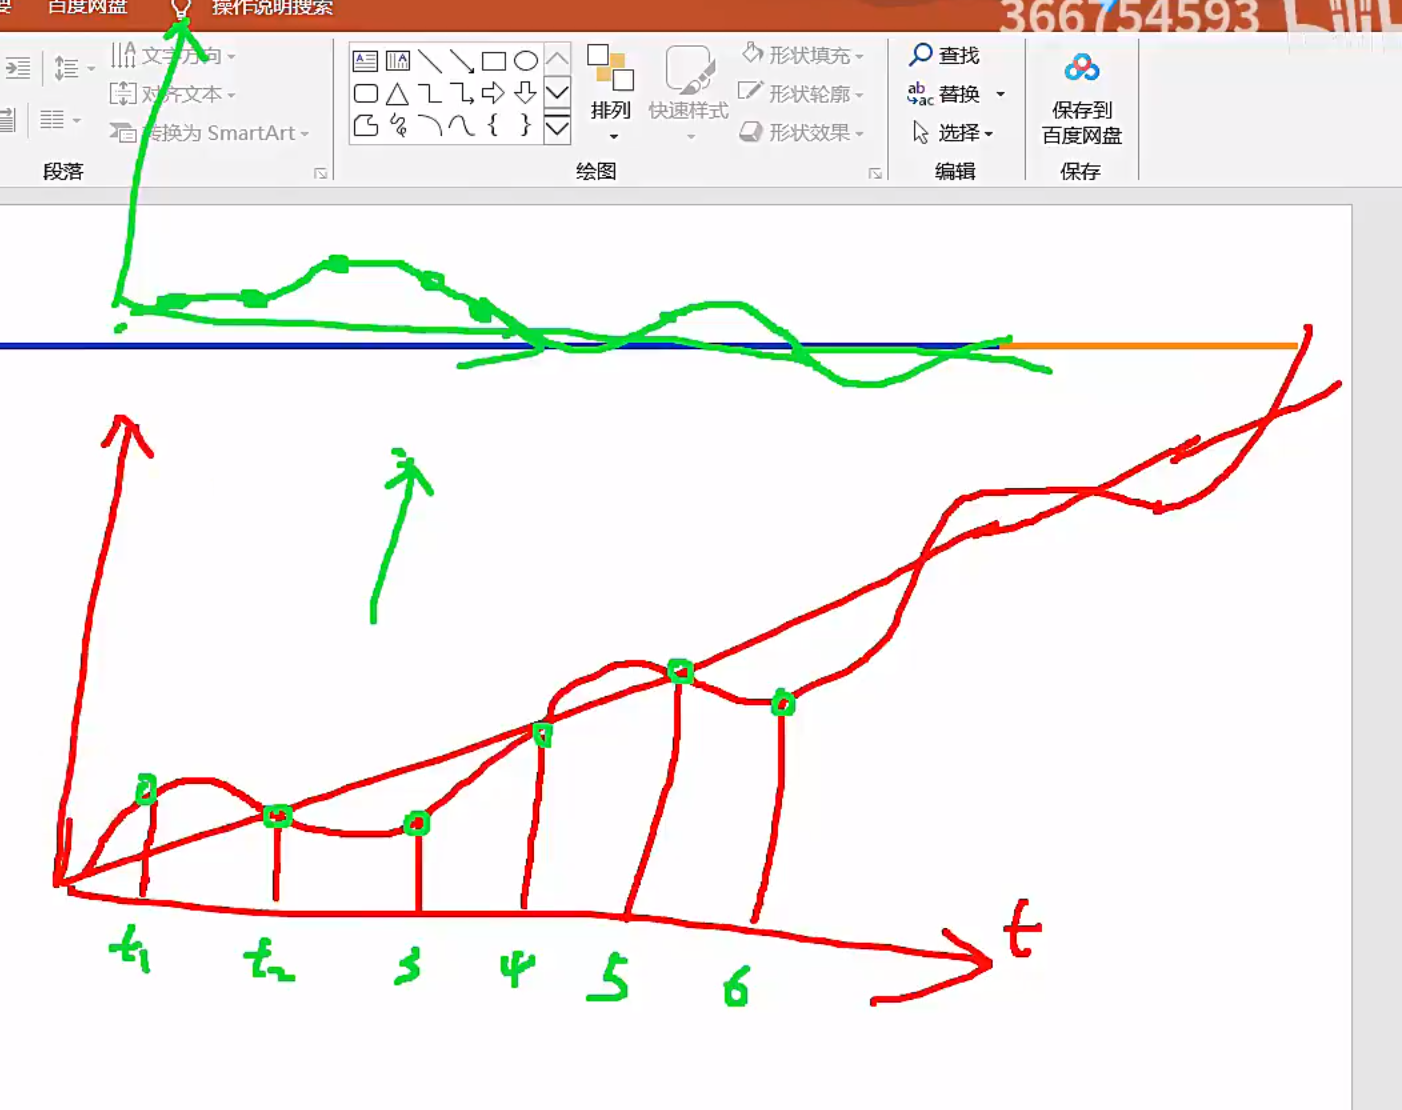 百度网盘 操作说明搜索
366754593
文字方向
对齐文本
转换为 SmartArt
段落
排列
快速样式
形状填充
形状轮廓
形状效果
绘图
查找
替换
选择
编辑
保存到
百度网盘
保存
t
t₁ t₂ 3 4 5 6